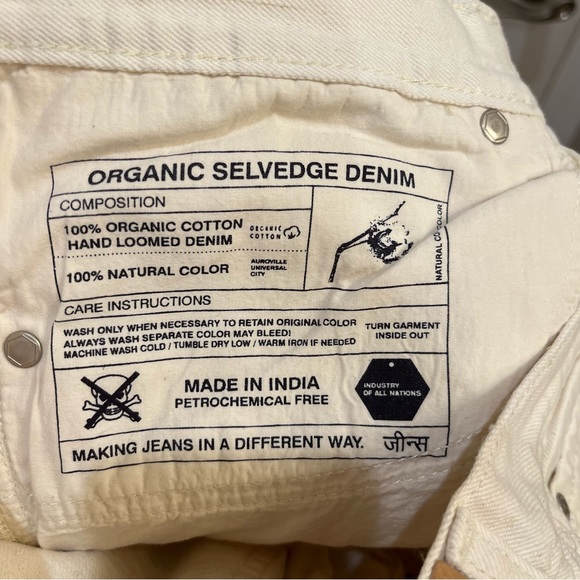 ORGANIC SELVEDGE DENIM
COMPOSITION
100% ORGANIC COTTON
HAND LOOMED DENIM
ORGANIC
COTTON
100% NATURAL COLOR
AUROVILLE
UNIVERSAL
CITY
NATURAL COLOR
CARE INSTRUCTIONS
WASH ONLY WHEN NECESSARY TO RETAIN ORIGINAL COLOR
ALWAYS WASH SEPARATE COLOR MAY BLEED!
MACHINE WASH COLD / TUMBLE DRY LOW / WARM IRON IF NEEDED
TURN GARMENT
INSIDE OUT
MADE IN INDIA
PETROCHEMICAL FREE
INDUSTRY
OF ALL NATIONS
MAKING JEANS IN A DIFFERENT WAY. जीन्स